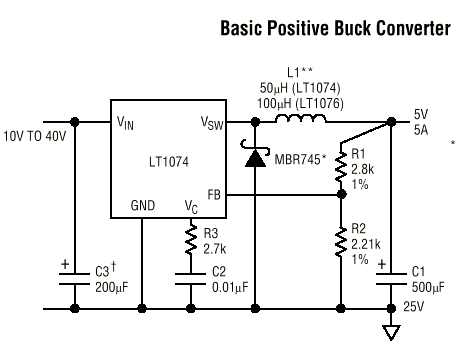 Basic Positive Buck Converter
L1**
50µH (LT1074)
100µH (LT1076)
10V TO 40V
VIN
VSW
5V
5A
*
LT1074
MBR745*
R1
2.8k
1%
FB
GND
VC
R3
2.7k
R2
2.21k
1%
+
C3†
200µF
C2
0.01µF
+
C1
500µF
25V